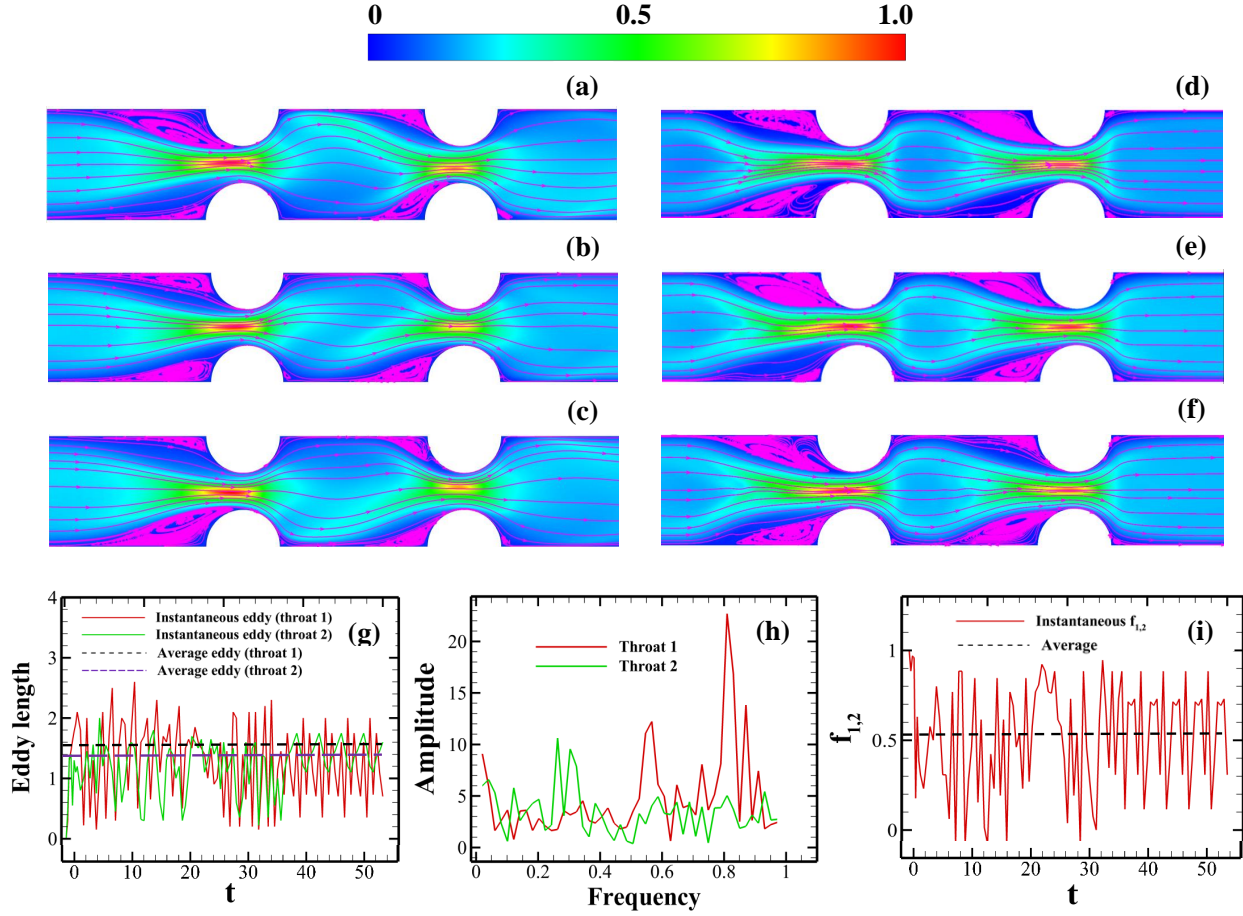 0 0.5 1.0
(a) (d)
(b) (e)
(c) (f)
(g)
Instantaneous eddy (throat 1)
Instantaneous eddy (throat 2)
Average eddy (throat 1)
Average eddy (throat 2)
Eddy length
4
3
2
1
0
0 10 20 30 40 50
t
(h)
Throat 1
Throat 2
Amplitude
20
15
10
5
0
0 0.2 0.4 0.6 0.8 1
Frequency
(i)
Instantaneous f1,2
Average
f1,2
1
0.5
0
0 10 20 30 40 50
t